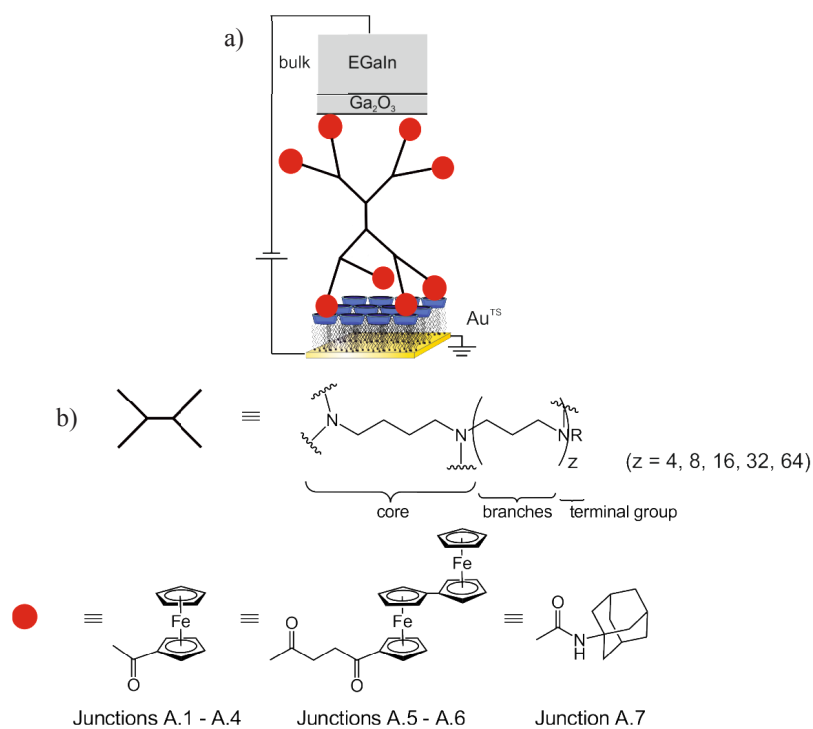 a)
bulk EGaIn
Ga₂O₃
Auᵀˢ
b) ≡ N N N NR z (z = 4, 8, 16, 32, 64)
core branches terminal group
Fe
≡ Fe ≡ Fe ≡ O N H
O
O O
Junctions A.1 - A.4 Junctions A.5 - A.6 Junction A.7